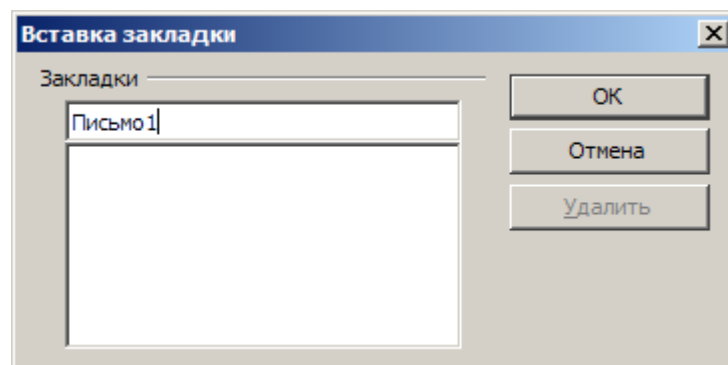 Вставка закладки
Закладки
Письмо1
ОК
Отмена
Удалить